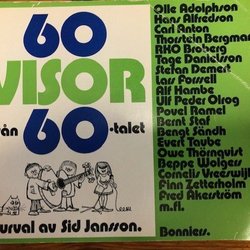 60
VISOR
från
60-talet
urval av Sid Jansson.
Olle Adolphson
Hans Alfredson
Carl Anton
Thorstein Bergman
RHO Broberg
Tage Danielsson
Stefan Demert
Lars Forssell
Alf Hambe
Ulf Peder Olrog
Povel Ramel
Bernt Staf
Bengt Sändh
Evert Taube
Owe Thörnqvist
Beppe Wolgers
Cornelis Vreeswijk
Finn Zetterholm
Fred Åkerström
m.fl.
Bonniers.